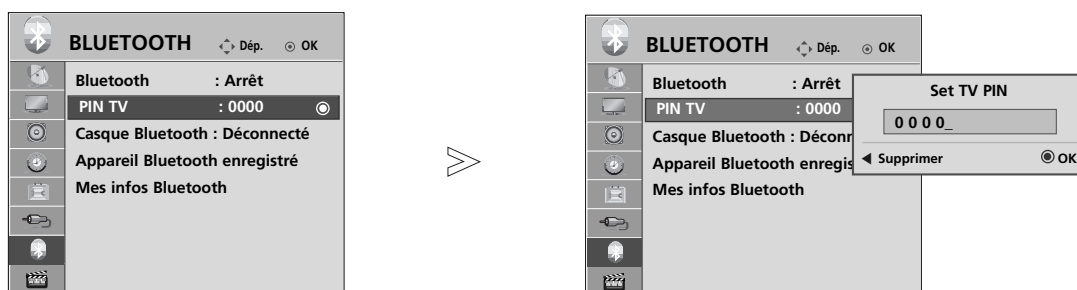 BLUETOOTH Dép. OK
Bluetooth : Arrêt
PIN TV : 0000
Casque Bluetooth : Déconnecté
Appareil Bluetooth enregistré
Mes infos Bluetooth
BLUETOOTH Dép. OK
Bluetooth : Arrêt
PIN TV : 0000
Casque Bluetooth : Déconr
Appareil Bluetooth enregis
Mes infos Bluetooth
Set TV PIN
0 0 0 0_
Supprimer OK